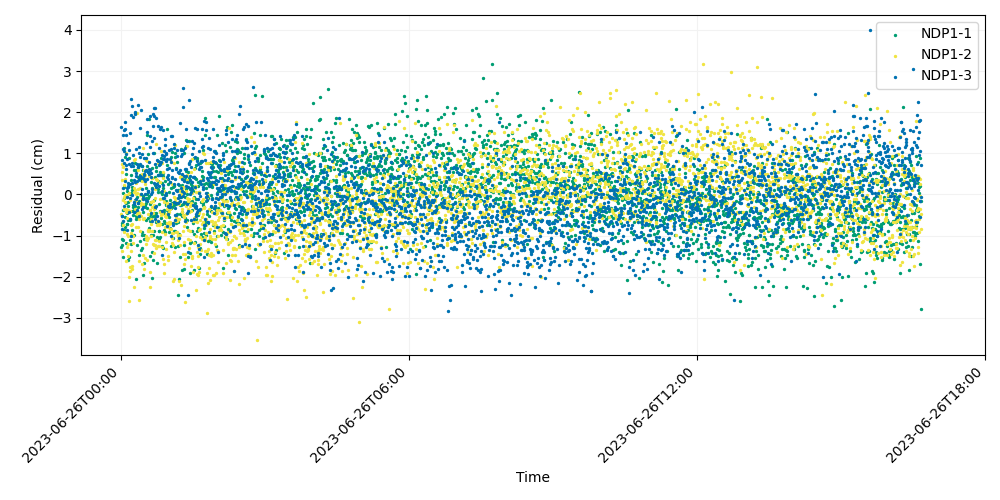 4
3
2
1
0
−1
−2
−3
Residual (cm)
2023-06-26T00:00
2023-06-26T06:00
2023-06-26T12:00
2023-06-26T18:00
Time
NDP1-1
NDP1-2
NDP1-3